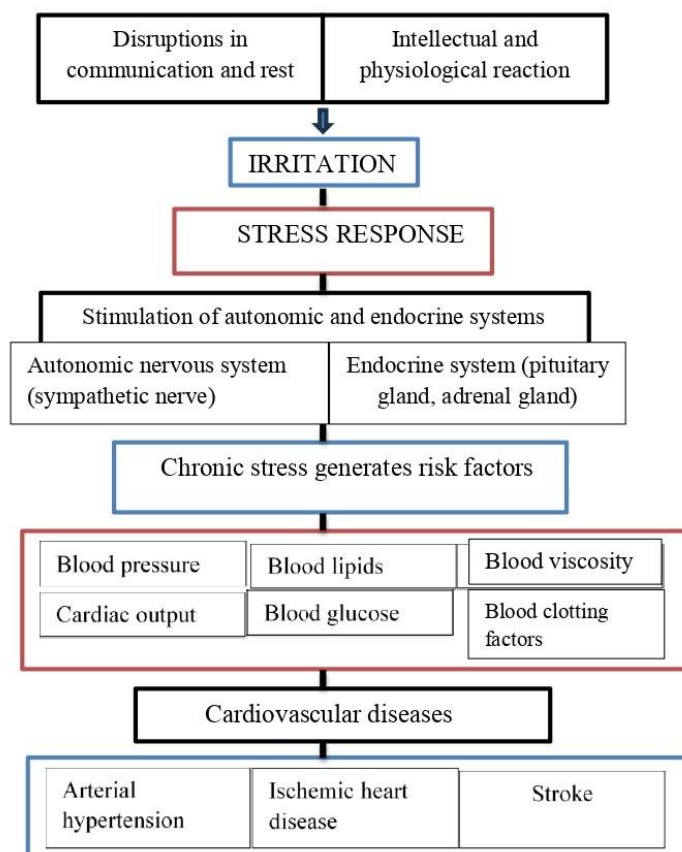 Disruptions in
communication and rest
Intellectual and
physiological reaction
IRRITATION
STRESS RESPONSE
Stimulation of autonomic and endocrine systems
Autonomic nervous system
(sympathetic nerve)
Endocrine system (pituitary
gland, adrenal gland)
Chronic stress generates risk factors
Blood pressure
Blood lipids
Blood viscosity
Cardiac output
Blood glucose
Blood clotting
factors
Cardiovascular diseases
Arterial
hypertension
Ischemic heart
disease
Stroke